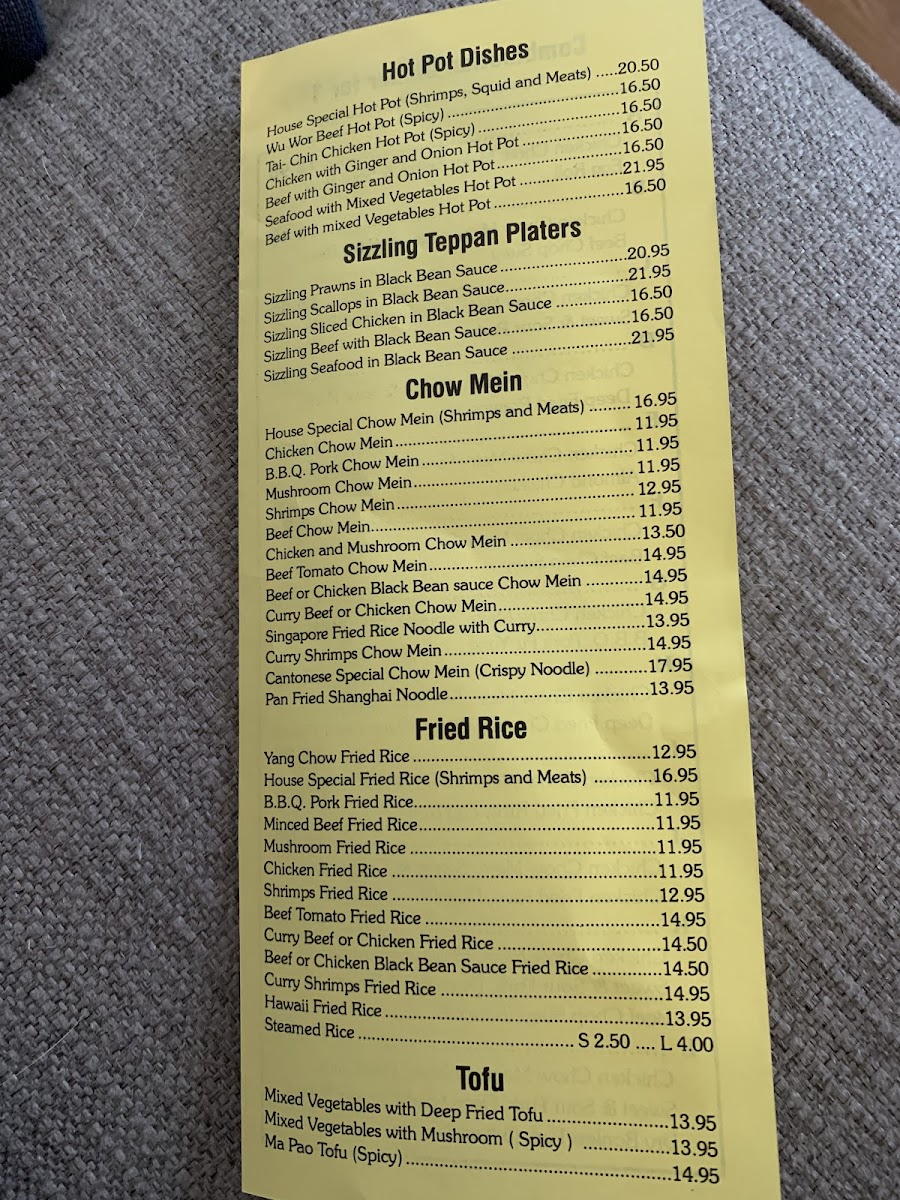 Hot Pot Dishes
House Special Hot Pot (Shrimps, Squid and Meats) .....20.50
Wu Wor Beef Hot Pot (Spicy) ..........16.50
Tai- Chin Chicken Hot Pot (Spicy) ..........16.50
Chicken with Ginger and Onion Hot Pot ..........16.50
Beef with Ginger and Onion Hot Pot ..........16.50
Seafood with Mixed Vegetables Hot Pot ..........21.95
Beef with mixed Vegetables Hot Pot ..........16.50
Sizzling Teppan Platers
Sizzling Prawns in Black Bean Sauce ..........20.95
Sizzling Scallops in Black Bean Sauce ..........21.95
Sizzling Sliced Chicken in Black Bean Sauce ..........16.50
Sizzling Beef with Black Bean Sauce ..........16.50
Sizzling Seafood in Black Bean Sauce ..........21.95
Chow Mein
House Special Chow Mein (Shrimps and Meats) ......... 16.95
Chicken Chow Mein .......... 11.95
B.B.Q. Pork Chow Mein .......... 11.95
Mushroom Chow Mein .......... 11.95
Shrimps Chow Mein .......... 12.95
Beef Chow Mein .......... 11.95
Chicken and Mushroom Chow Mein ..........13.50
Beef Tomato Chow Mein ..........14.95
Beef or Chicken Black Bean sauce Chow Mein ..........14.95
Curry Beef or Chicken Chow Mein ..........14.95
Singapore Fried Rice Noodle with Curry ..........13.95
Curry Shrimps Chow Mein ..........14.95
Cantonese Special Chow Mein (Crispy Noodle) ..........17.95
Pan Fried Shanghai Noodle ..........13.95
Fried Rice
Yang Chow Fried Rice ..........12.95
House Special Fried Rice (Shrimps and Meats) ..........16.95
B.B.Q. Pork Fried Rice ..........11.95
Minced Beef Fried Rice ..........11.95
Mushroom Fried Rice ..........11.95
Chicken Fried Rice ..........11.95
Shrimps Fried Rice ..........12.95
Beef Tomato Fried Rice ..........14.95
Curry Beef or Chicken Fried Rice ..........14.50
Beef or Chicken Black Bean Sauce Fried Rice ..........14.50
Curry Shrimps Fried Rice ..........14.95
Hawaii Fried Rice ..........13.95
Steamed Rice .......... S 2.50 .... L 4.00
Tofu
Mixed Vegetables with Deep Fried Tofu ..........13.95
Mixed Vegetables with Mushroom ( Spicy ) ..........13.95
Ma Pao Tofu (Spicy) ..........14.95